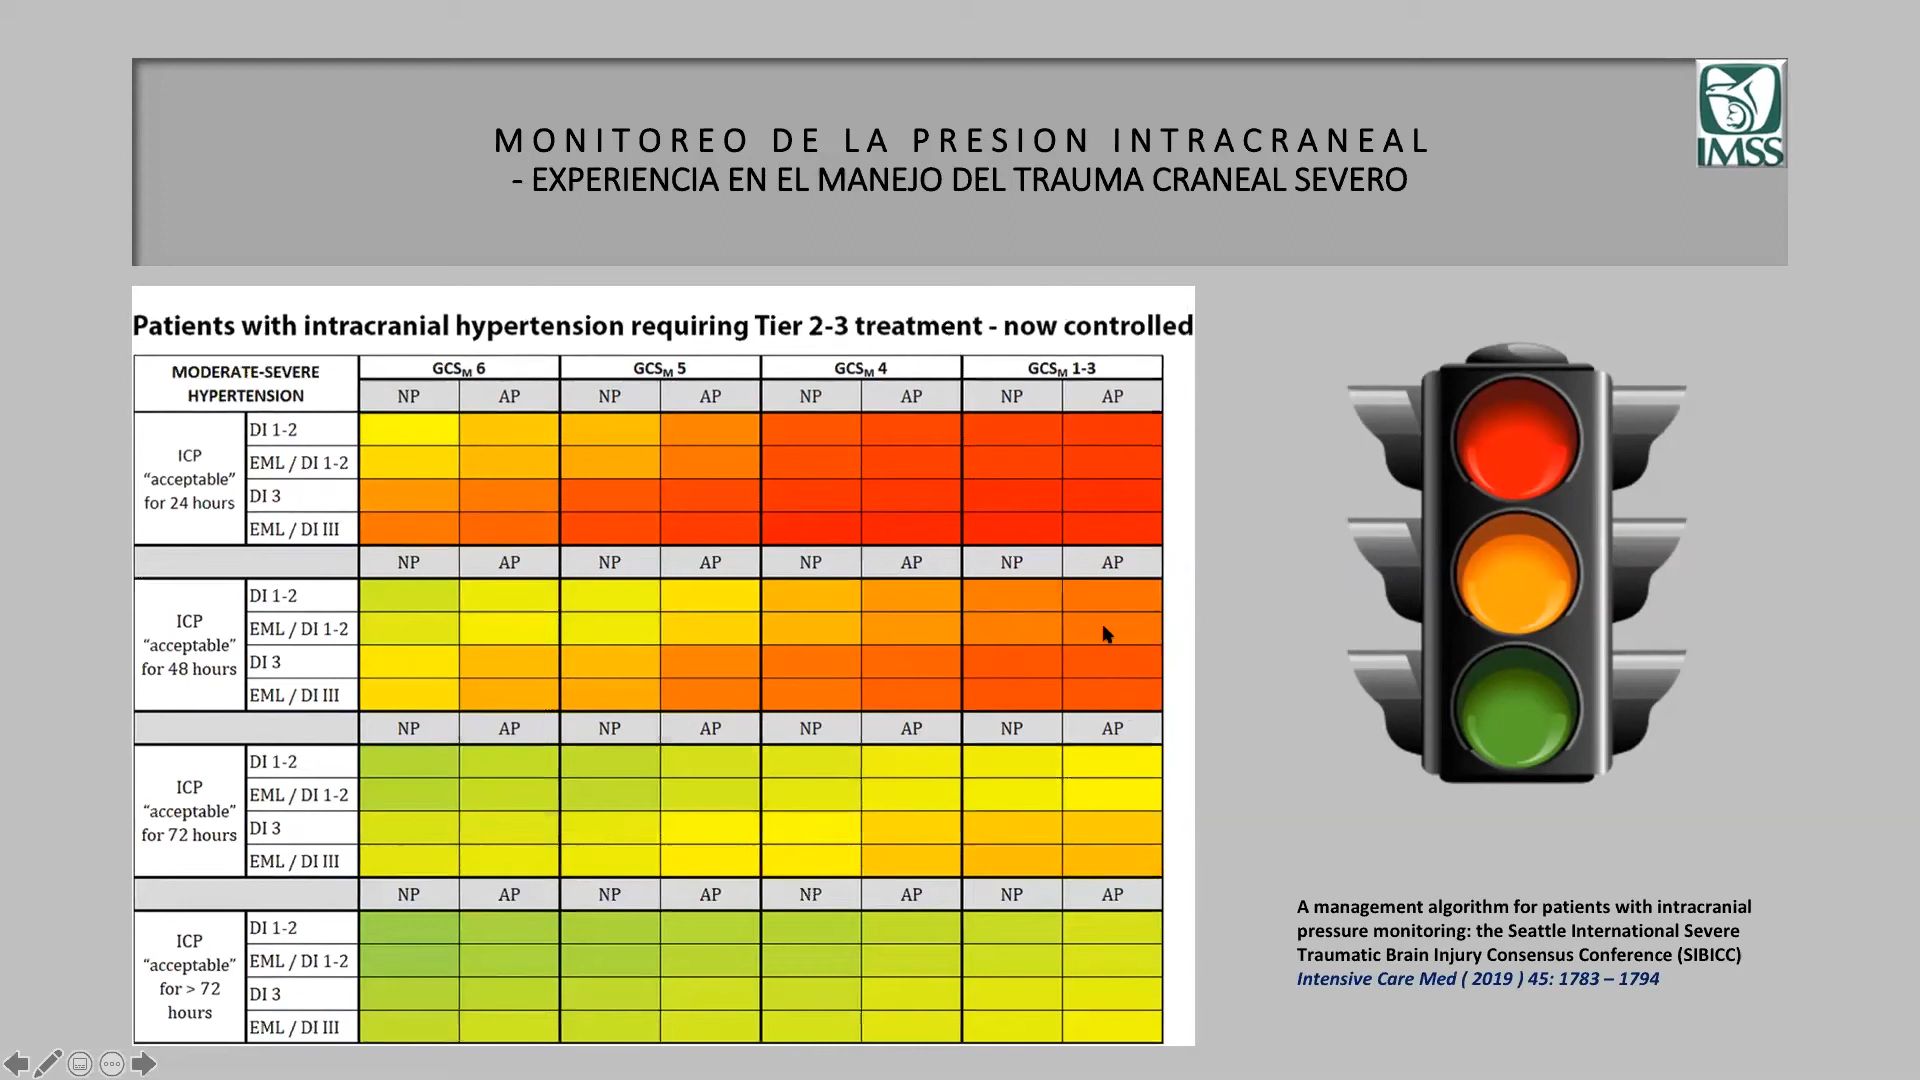 MONITOREO DE LA PRESION INTRACRANEAL
- EXPERIENCIA EN EL MANEJO DEL TRAUMA CRANEAL SEVERO
IMSS
Patients with intracranial hypertension requiring Tier 2-3 treatment - now controlled
MODERATE-SEVERE
HYPERTENSION
GCSM 6 GCSM 5 GCSM 4 GCSM 1-3
NP AP NP AP NP AP NP AP
ICP
“acceptable”
for 24 hours
DI 1-2
EML / DI 1-2
DI 3
EML / DI III
NP AP NP AP NP AP NP AP
ICP
“acceptable”
for 48 hours
DI 1-2
EML / DI 1-2
DI 3
EML / DI III
NP AP NP AP NP AP NP AP
ICP
“acceptable”
for 72 hours
DI 1-2
EML / DI 1-2
DI 3
EML / DI III
NP AP NP AP NP AP NP AP
ICP
“acceptable”
for > 72
hours
DI 1-2
EML / DI 1-2
DI 3
EML / DI III
A management algorithm for patients with intracranial
pressure monitoring: the Seattle International Severe
Traumatic Brain Injury Consensus Conference (SIBICC)
Intensive Care Med ( 2019 ) 45: 1783 – 1794